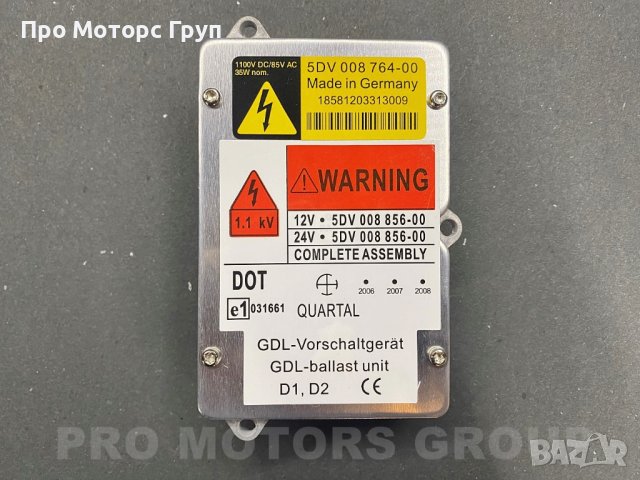 Про Моторс Груп
1100V DC/85V AC
35W nom.
5DV 008 764-00
Made in Germany
18581203313009
1.1 kV
WARNING
12V • 5DV 008 856-00
24V • 5DV 008 856-00
COMPLETE ASSEMBLY
DOT
e1 031661
2006 2007 2008
QUARTAL
GDL-Vorschaltgerät
GDL-ballast unit
D1, D2 CE
PRO MOTORS GROUP
BAZAR